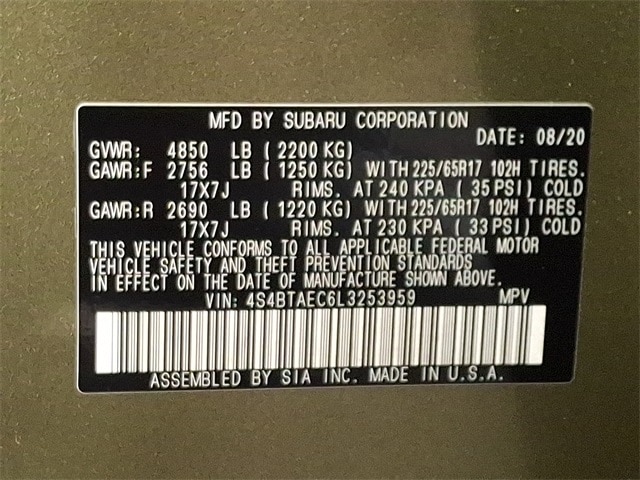 MFD BY SUBARU CORPORATION
DATE: 08/20
GVWR: 4850 LB ( 2200 KG)
GAWR:F 2756 LB ( 1250 KG) WITH 225/65R17 102H TIRES.
17X7J RIMS. AT 240 KPA ( 35 PSI) COLD
GAWR:R 2690 LB ( 1220 KG) WITH 225/65R17 102H TIRES.
17X7J RIMS. AT 230 KPA ( 33 PSI) COLD
THIS VEHICLE CONFORMS TO ALL APPLICABLE FEDERAL MOTOR
VEHICLE SAFETY AND THEFT PREVENTION STANDARDS
IN EFFECT ON THE DATE OF MANUFACTURE SHOWN ABOVE.
VIN: 4S4BTAEC6L3253959 MPV
ASSEMBLED BY SIA INC. MADE IN U.S.A.